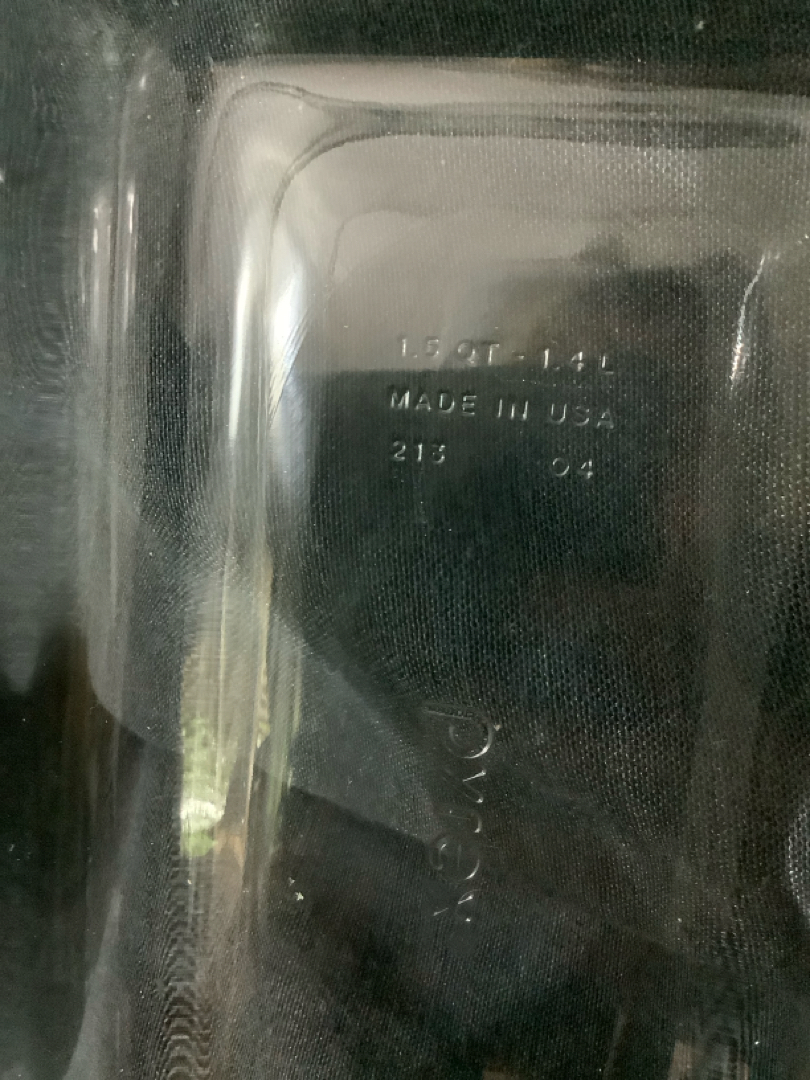 1.5 QT - 1.4 L
MADE IN USA
213 04
pyrex